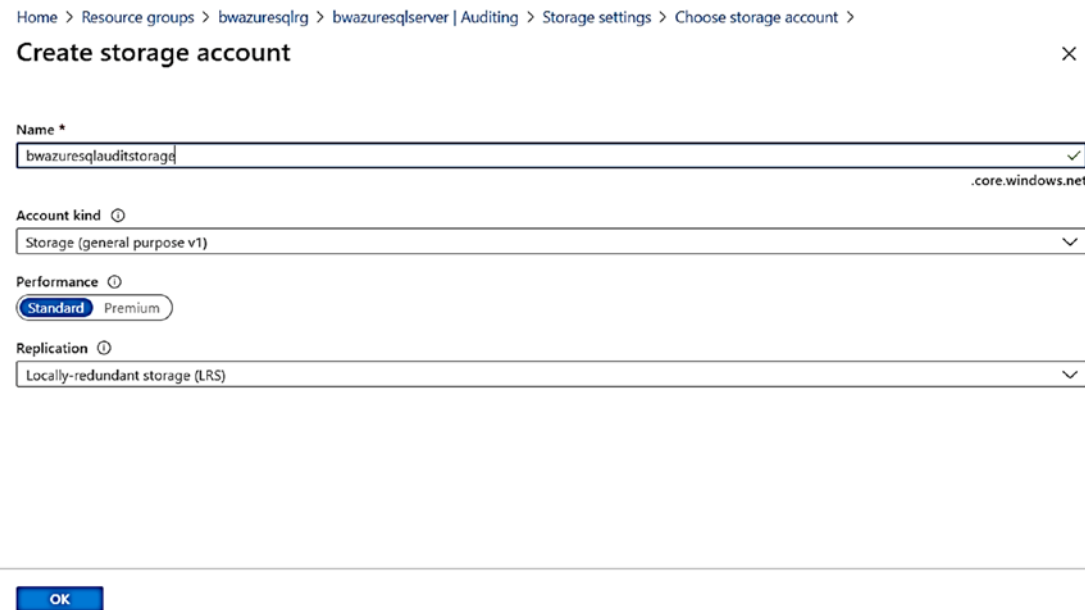 Home > Resource groups > bwazuresqlrg > bwazuresqlserver | Auditing > Storage settings > Choose storage account >
Create storage account
Name *
bwazuresqlauditstorage
.core.windows.net
Account kind
Storage (general purpose v1)
Performance
Standard Premium
Replication
Locally-redundant storage (LRS)
OK